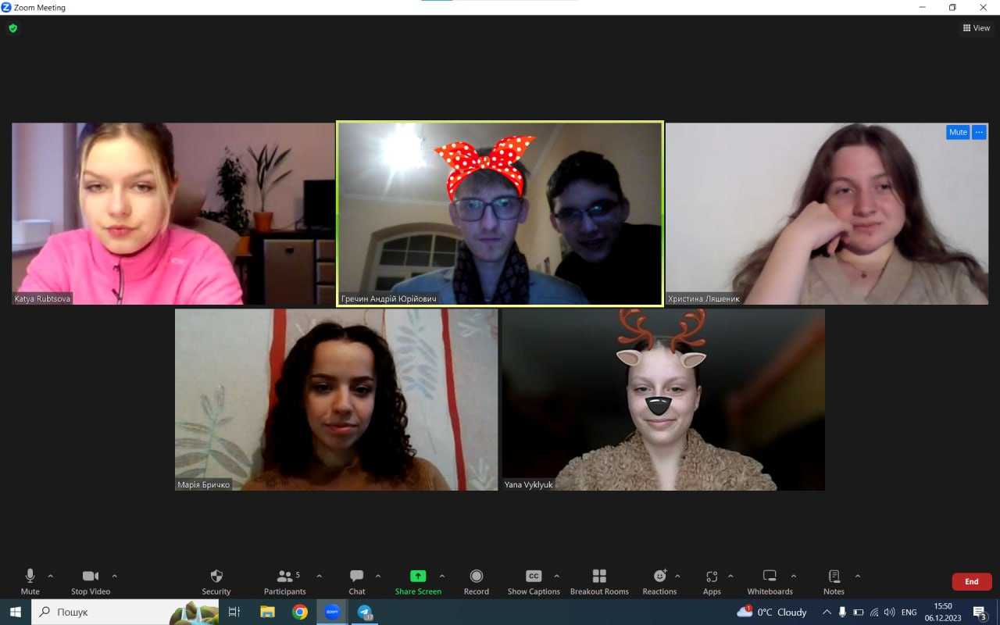 Zoom Meeting
View
Mute
Katya Rubtsova
Гречин Андрій Юрійович
Христина Ляшеник
Марія Бричко
Yana Vyklyuk
5
Mute
Stop Video
Security
Participants
Chat
Share Screen
Record
Show Captions
Breakout Rooms
Reactions
Apps
Whiteboards
Notes
End
CC
Пошук
zoom
17
1
0°C Cloudy
ENG
15:50
06.12.2023
3